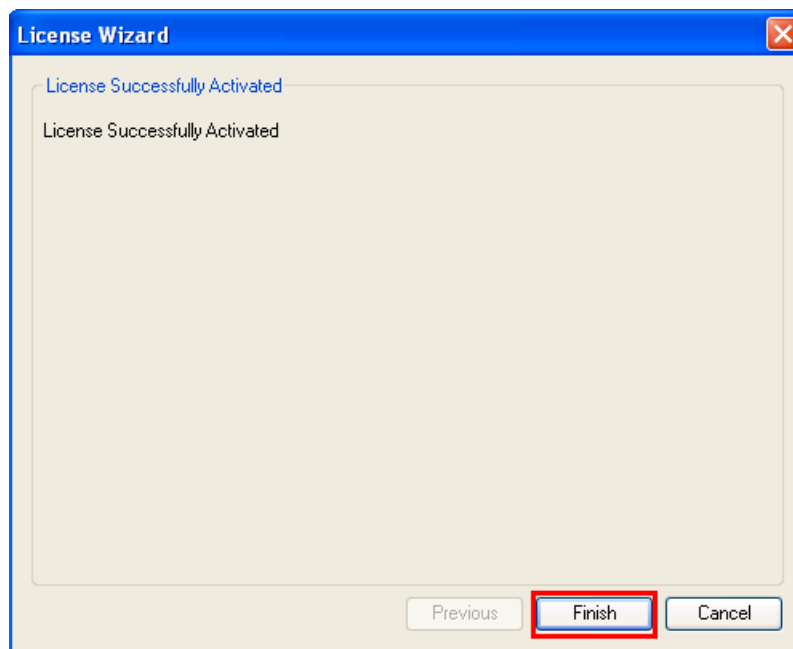 License Wizard
License Successfully Activated
License Successfully Activated
Previous Finish Cancel